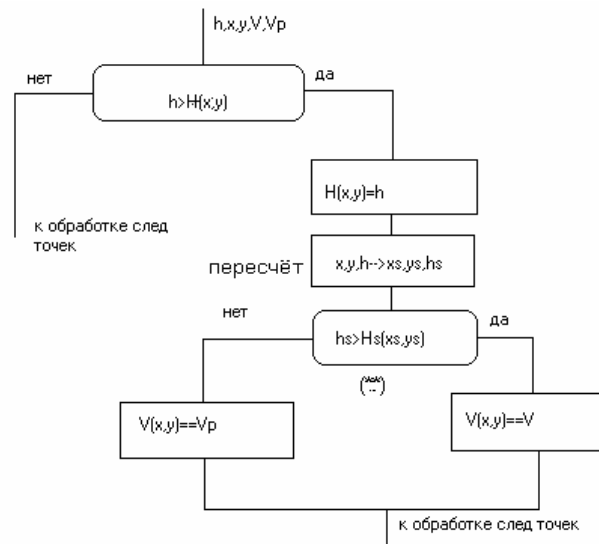 h,x,y,V,Vp
нет
да
h>H(x,y)
H(x,y)=h
к обработке след
точек
пересчёт
x,y,h-->xs,ys,hs
нет
да
hs>Hs(xs,ys)
V(x,y)==Vp
V(x,y)==V
к обработке след точек